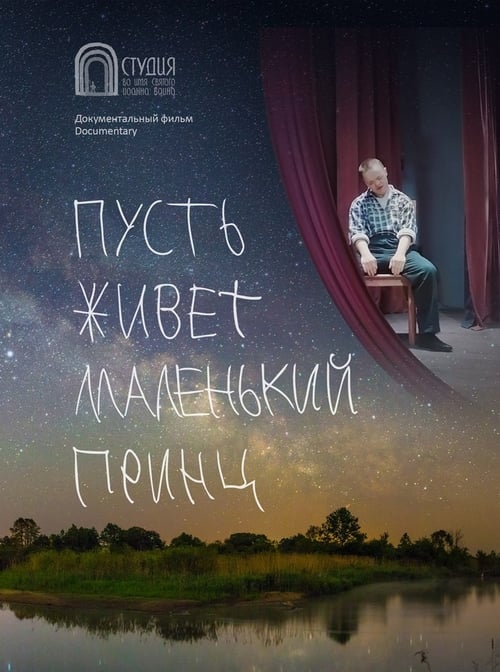 СТУДИЯ
во имя святого
иоанна воина
Документальный фильм
Documentary
ПУСТЬ
ЖИВЕТ
МАЛЕНЬКИЙ
ПРИНЦ